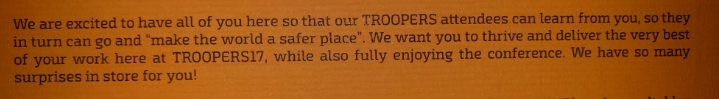 We are excited to have all of you here so that our TROOPERS attendees can learn from you, so they
in turn can go and "make the world a safer place". We want you to thrive and deliver the very best
of your work here at TROOPERS17, while also fully enjoying the conference. We have so many
surprises in store for you!